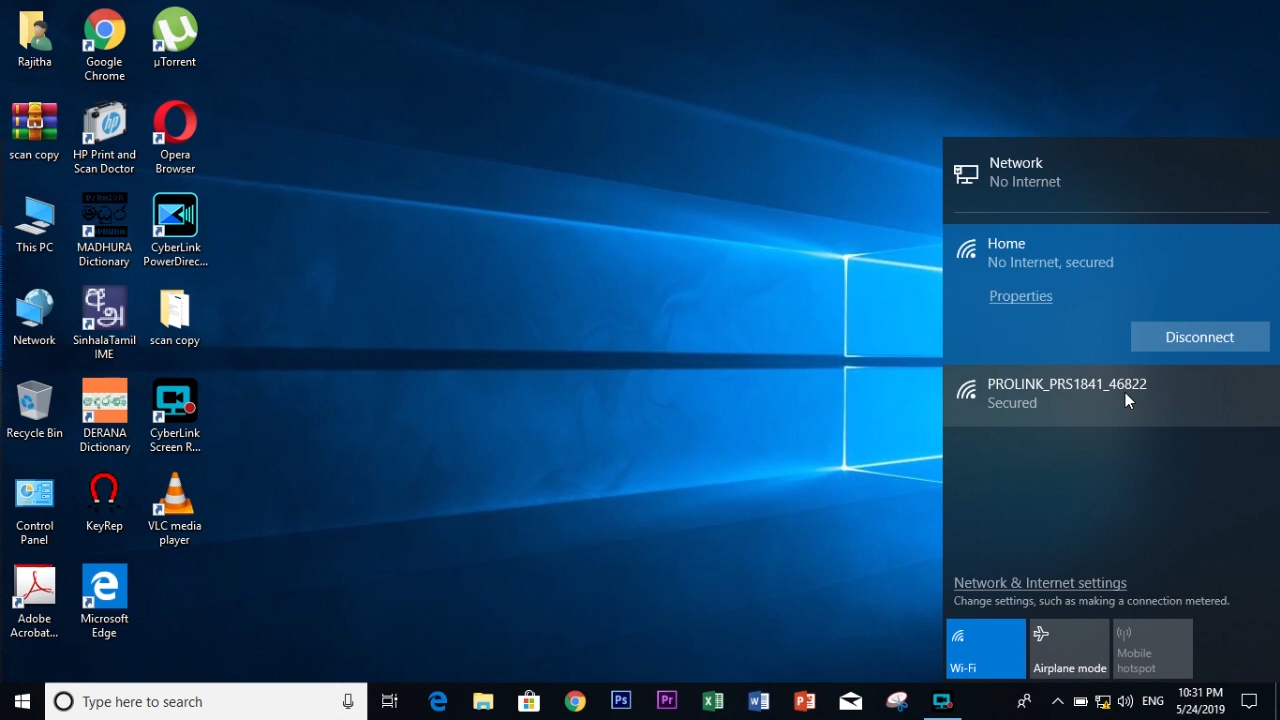 Rajitha
Google
Chrome
µTorrent
scan copy
HP Print and
Scan Doctor
Opera
Browser
This PC
MADHURA
Dictionary
CyberLink
PowerDirec...
Network
SinhalaTamil
IME
scan copy
Recycle Bin
DERANA
Dictionary
CyberLink
Screen R...
Control
Panel
KeyRep
VLC media
player
Adobe
Acrobat...
Microsoft
Edge
Network
No Internet
Home
No Internet, secured
Properties
Disconnect
PROLINK_PRS1841_46822
Secured
Network & Internet settings
Change settings, such as making a connection metered.
Wi-Fi
Airplane mode
Mobile
hotspot
Type here to search
Ps
Pr
ENG
10:31 PM
5/24/2019